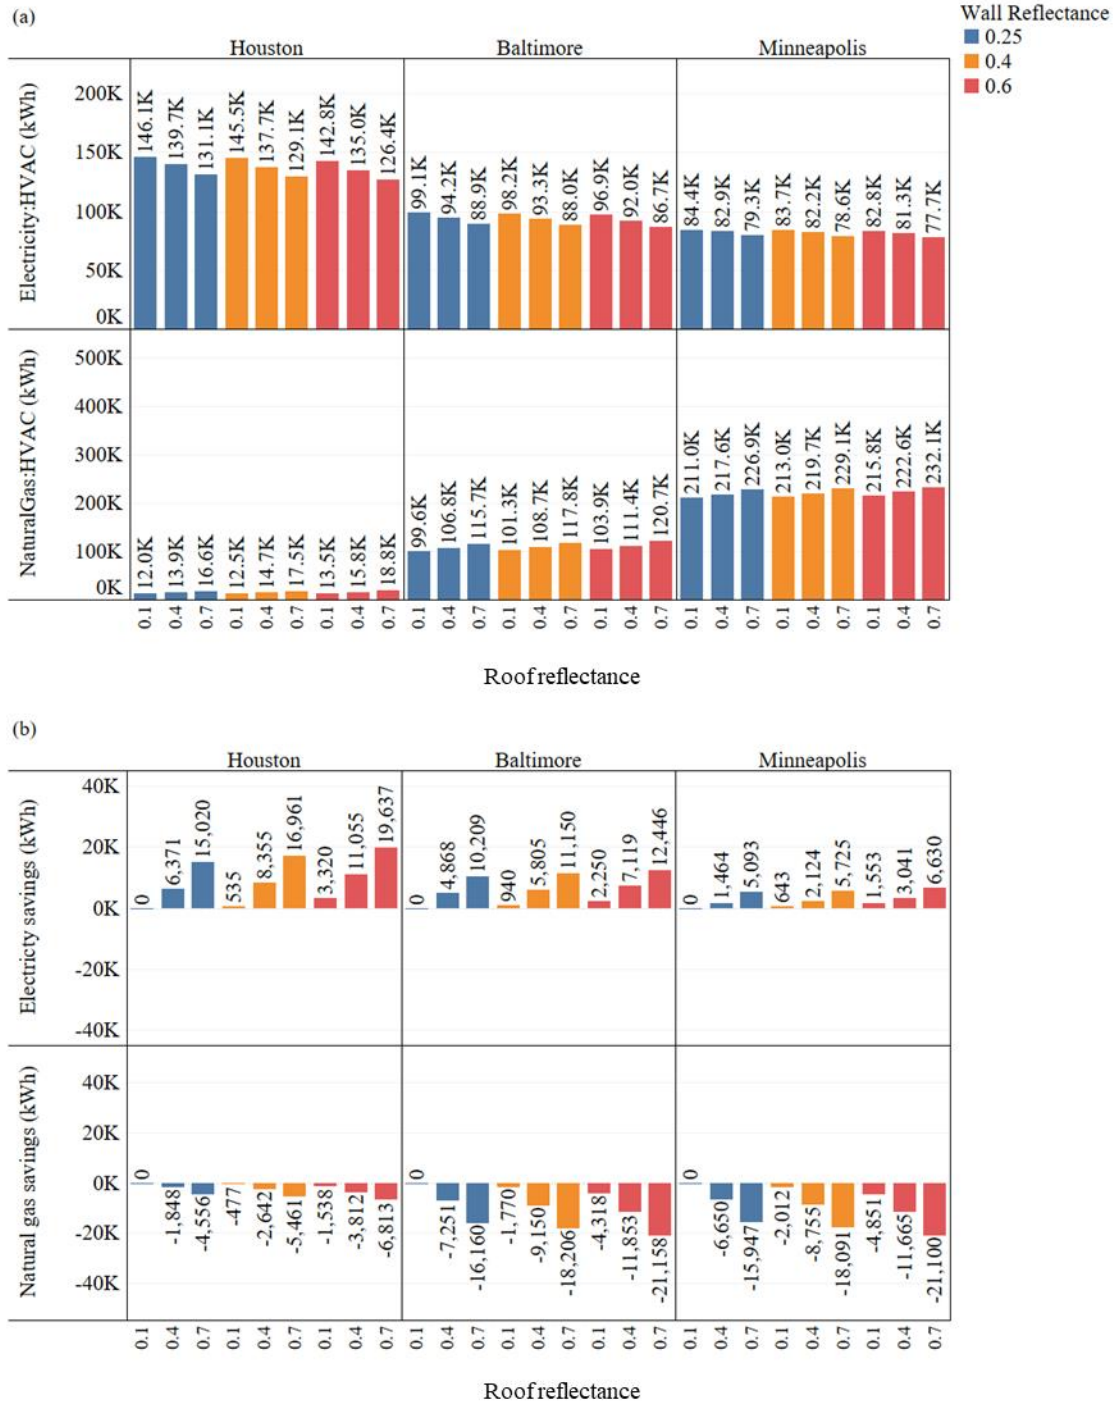 (a)
Wall Reflectance
0.25
0.4
0.6
Houston Baltimore Minneapolis
Electricity:HVAC (kWh)
200K
150K
100K
50K
0K
146.1K 139.7K 131.1K 145.5K 137.7K 129.1K 142.8K 135.0K 126.4K
99.1K 94.2K 88.9K 98.2K 93.3K 88.0K 96.9K 92.0K 86.7K
84.4K 82.9K 79.3K 83.7K 82.2K 78.6K 82.8K 81.3K 77.7K
NaturalGas:HVAC (kWh)
500K
400K
300K
200K
100K
0K
12.0K 13.9K 16.6K 12.5K 14.7K 17.5K 13.5K 15.8K 18.8K
99.6K 106.8K 115.7K 101.3K 108.7K 117.8K 103.9K 111.4K 120.7K
211.0K 217.6K 226.9K 213.0K 219.7K 229.1K 215.8K 222.6K 232.1K
0.1 0.4 0.7 0.1 0.4 0.7 0.1 0.4 0.7 0.1 0.4 0.7 0.1 0.4 0.7 0.1 0.4 0.7 0.1 0.4 0.7 0.1 0.4 0.7 0.1 0.4 0.7
Roof reflectance
(b)
Houston Baltimore Minneapolis
Electricty savings (kWh)
40K
20K
0K
-20K
-40K
0 6,371 15,020 535 8,355 16,961 3,320 11,055 19,637
0 4,868 10,209 940 5,805 11,150 2,250 7,119 12,446
0 1,464 5,093 643 2,124 5,725 1,553 3,041 6,630
Natural gas savings (kWh)
40K
20K
0K
-20K
-40K
0 -1,848 -4,556 -477 -2,642 -5,461 -1,538 -3,812 -6,813
0 -7,251 -16,160 -1,770 -9,150 -18,206 -4,318 -11,853 -21,158
0 -6,650 -15,947 -2,012 -8,755 -18,091 -4,851 -11,665 -21,100
0.1 0.4 0.7 0.1 0.4 0.7 0.1 0.4 0.7 0.1 0.4 0.7 0.1 0.4 0.7 0.1 0.4 0.7 0.1 0.4 0.7 0.1 0.4 0.7 0.1 0.4 0.7
Roof reflectance